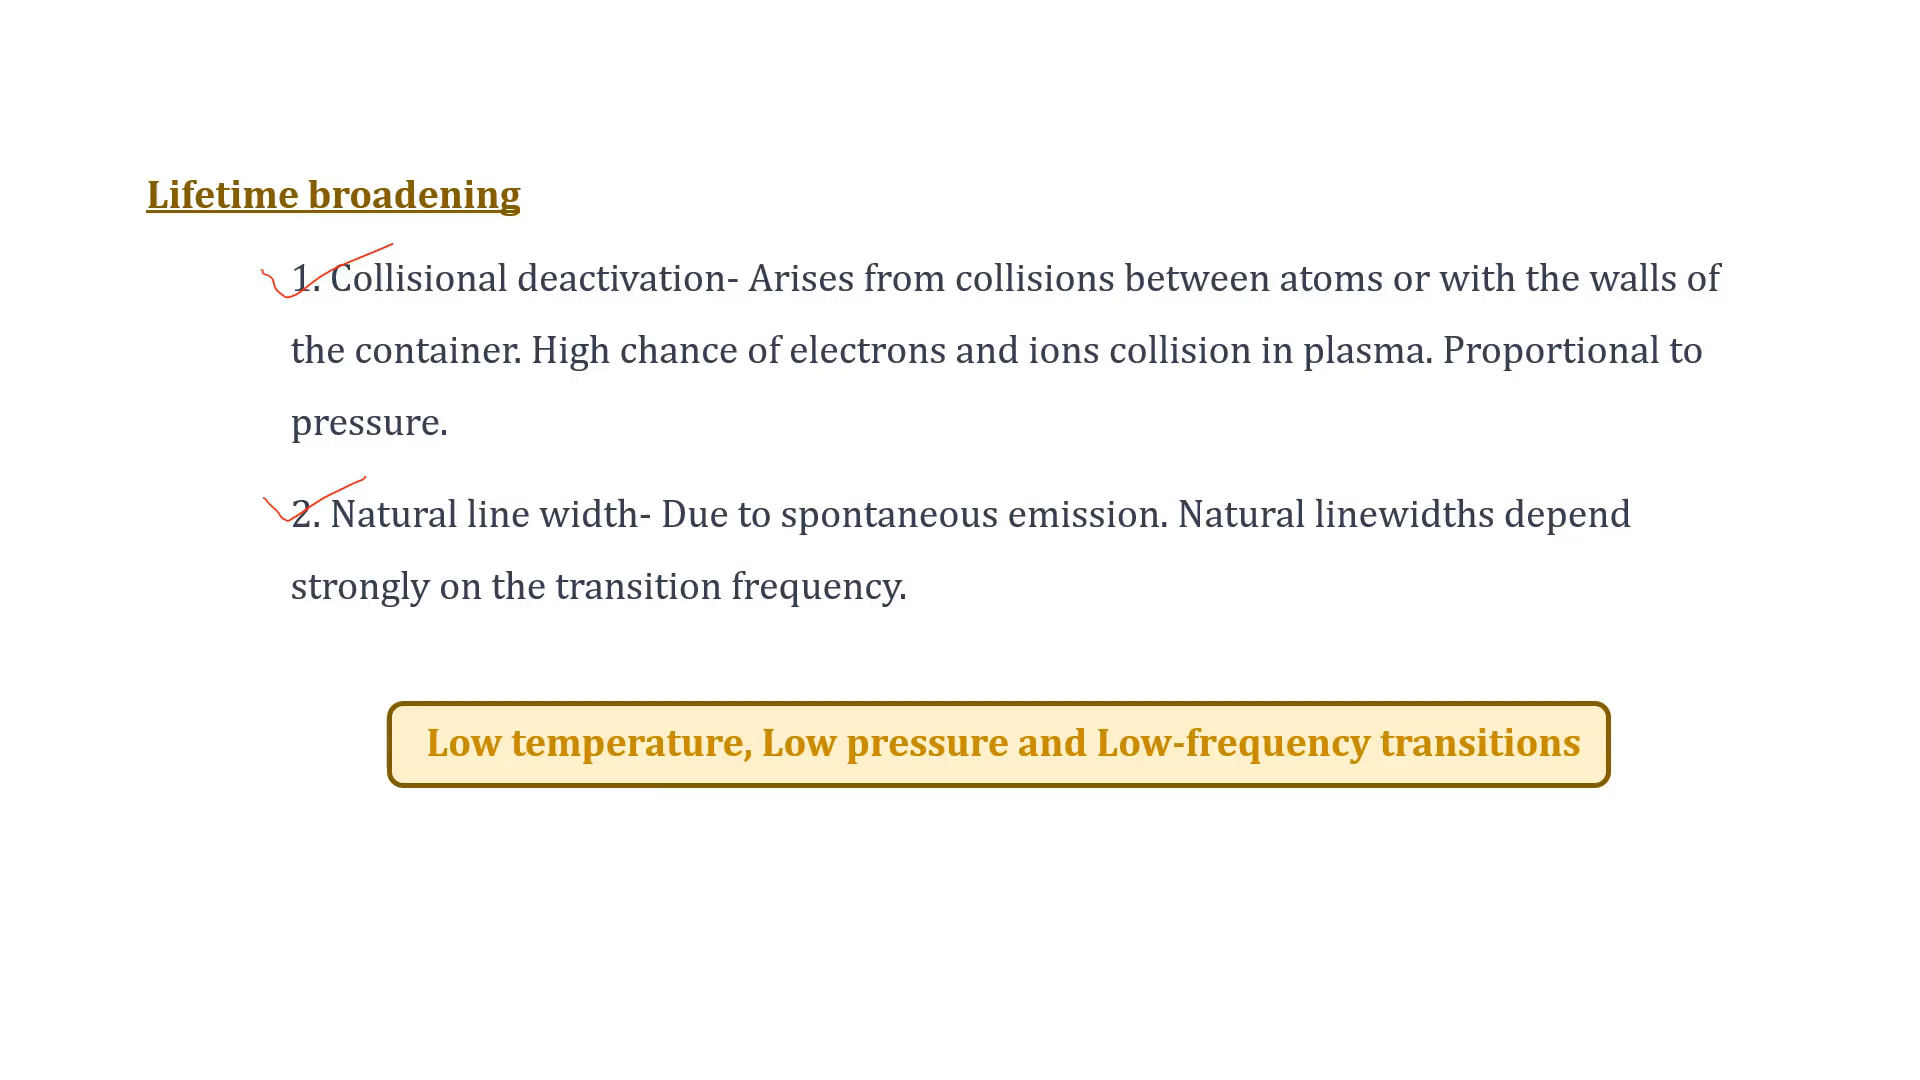 Lifetime broadening
1. Collisional deactivation- Arises from collisions between atoms or with the walls of
the container. High chance of electrons and ions collision in plasma. Proportional to
pressure.
2. Natural line width- Due to spontaneous emission. Natural linewidths depend
strongly on the transition frequency.
Low temperature, Low pressure and Low-frequency transitions